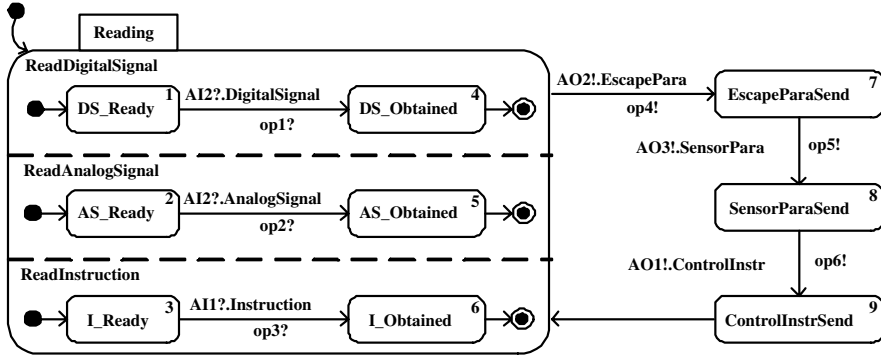 Reading
ReadDigitalSignal
DS_Ready 1
AI2?.DigitalSignal
op1?
DS_Obtained 4
AO2!.EscapePara
op4!
EscapeParaSend 7
AO3!.SensorPara
op5!
ReadAnalogSignal
AS_Ready 2
AI2?.AnalogSignal
op2?
AS_Obtained 5
SensorParaSend 8
AO1!.ControlInstr
op6!
ReadInstruction
I_Ready 3
AI1?.Instruction
op3?
I_Obtained 6
ControlInstrSend 9